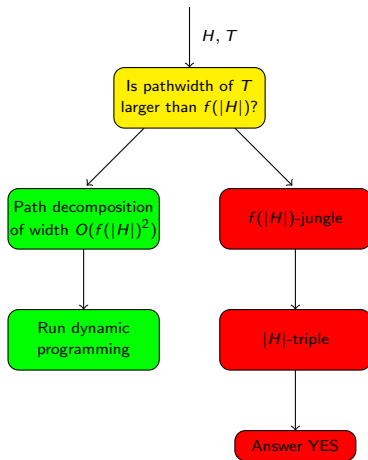 H, T
Is pathwidth of T
larger than f(|H|)?
Path decomposition
of width O(f(|H|)²)
f(|H|)-jungle
Run dynamic
programming
|H|-triple
Answer YES